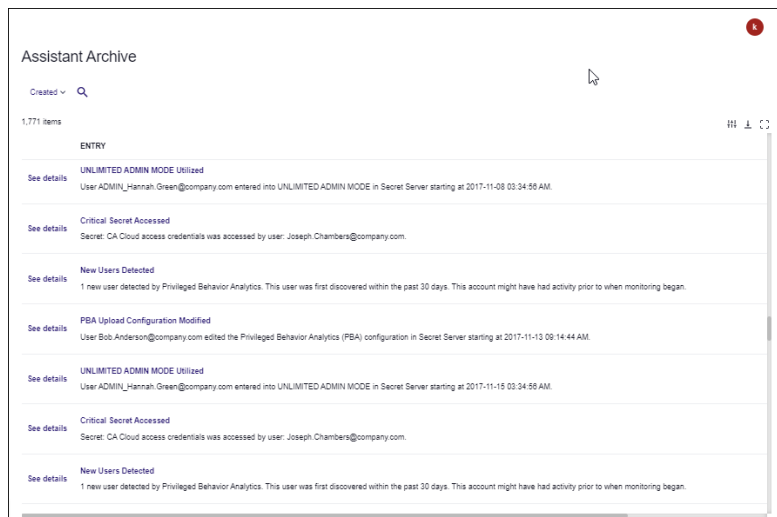 k
Assistant Archive
Created
1,771 items
ENTRY
UNLIMITED ADMIN MODE Utilized
See details
User ADMIN_Hannah.Green@company.com entered into UNLIMITED ADMIN MODE in Secret Server starting at 2017-11-08 03:34:56 AM.
Critical Secret Accessed
See details
Secret: CA Cloud access credentials was accessed by user: Joseph.Chambers@company.com.
New Users Detected
See details
1 new user detected by Privileged Behavior Analytics. This user was first discovered within the past 30 days. This account might have had activity prior to when monitoring began.
PBA Upload Configuration Modified
See details
User Bob.Anderson@company.com edited the Privileged Behavior Analytics (PBA) configuration in Secret Server starting at 2017-11-13 09:14:44 AM.
UNLIMITED ADMIN MODE Utilized
See details
User ADMIN_Hannah.Green@company.com entered into UNLIMITED ADMIN MODE in Secret Server starting at 2017-11-15 03:34:56 AM.
Critical Secret Accessed
See details
Secret: CA Cloud access credentials was accessed by user: Joseph.Chambers@company.com.
New Users Detected
See details
1 new user detected by Privileged Behavior Analytics. This user was first discovered within the past 30 days. This account might have had activity prior to when monitoring began.